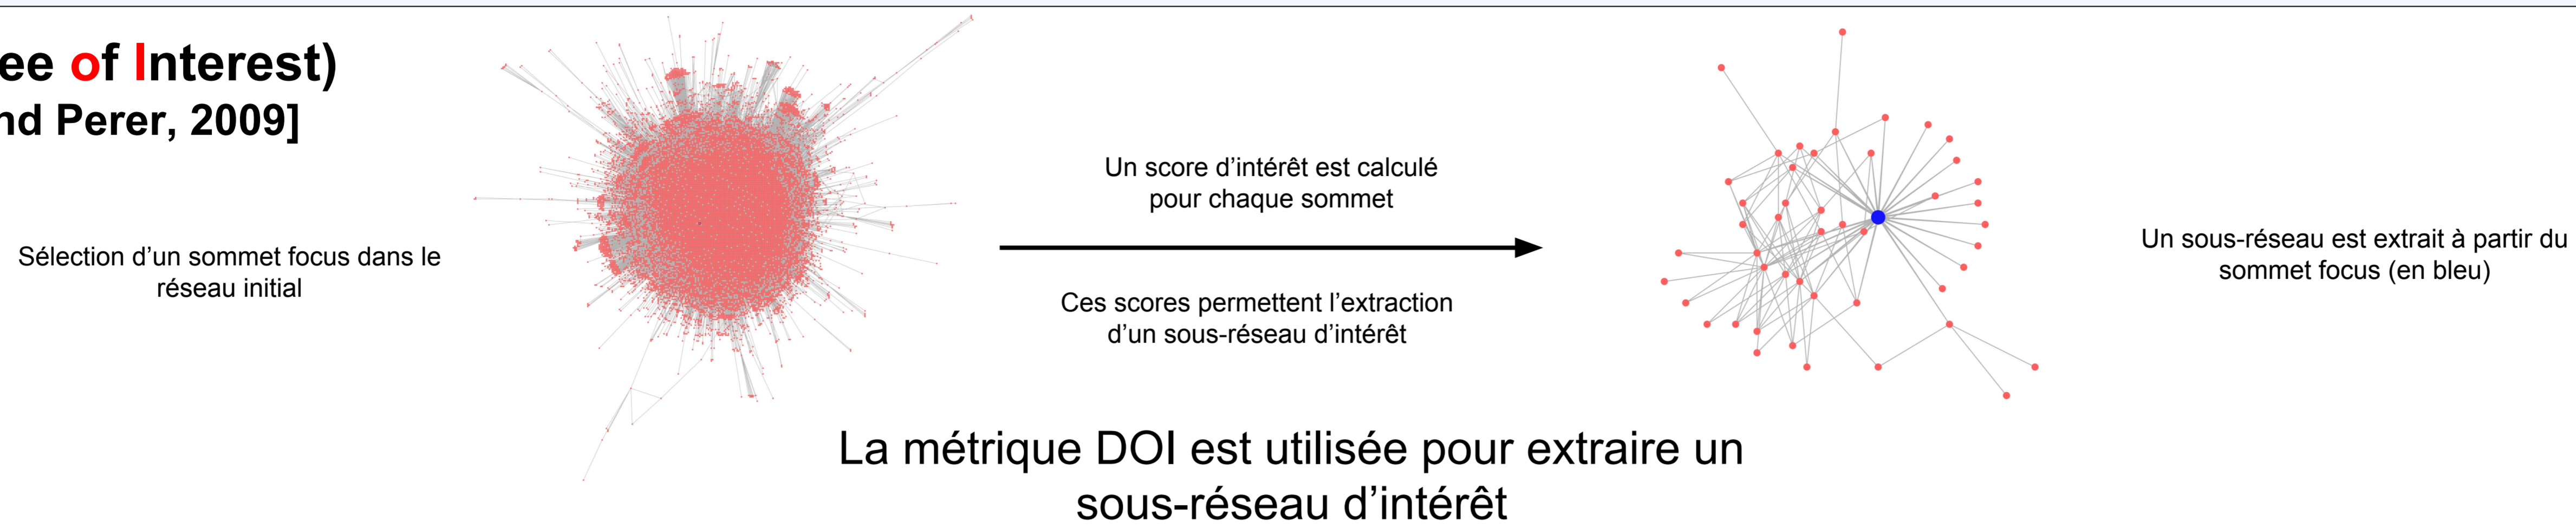 ee of Interest)
nd Perer, 2009]
Sélection d’un sommet focus dans le
réseau initial
Un score d’intérêt est calculé
pour chaque sommet
Ces scores permettent l’extraction
d’un sous-réseau d’intérêt
Un sous-réseau est extrait à partir du
sommet focus (en bleu)
La métrique DOI est utilisée pour extraire un
sous-réseau d’intérêt